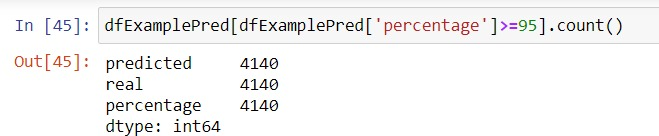 In [45]: dfExamplePred[dfExamplePred['percentage']>=95].count()
Out[45]: predicted 4140
real 4140
percentage 4140
dtype: int64